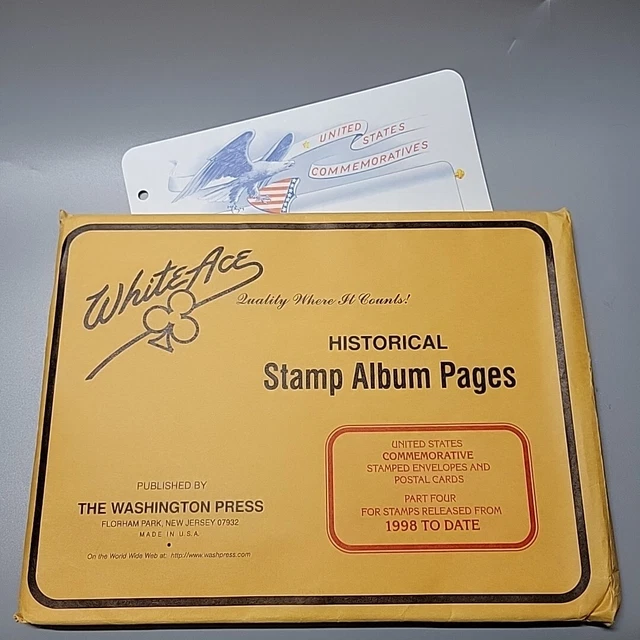 UNITED STATES
COMMEMORATIVES
White Ace
Quality Where It Counts!
HISTORICAL
Stamp Album Pages
UNITED STATES
COMMEMORATIVE
STAMPED ENVELOPES AND
POSTAL CARDS
PART FOUR
FOR STAMPS RELEASED FROM
1998 TO DATE
PUBLISHED BY
THE WASHINGTON PRESS
FLORHAM PARK, NEW JERSEY 07932
MADE IN U.S.A.
On the World Wide Web at: http://www.washpress.com